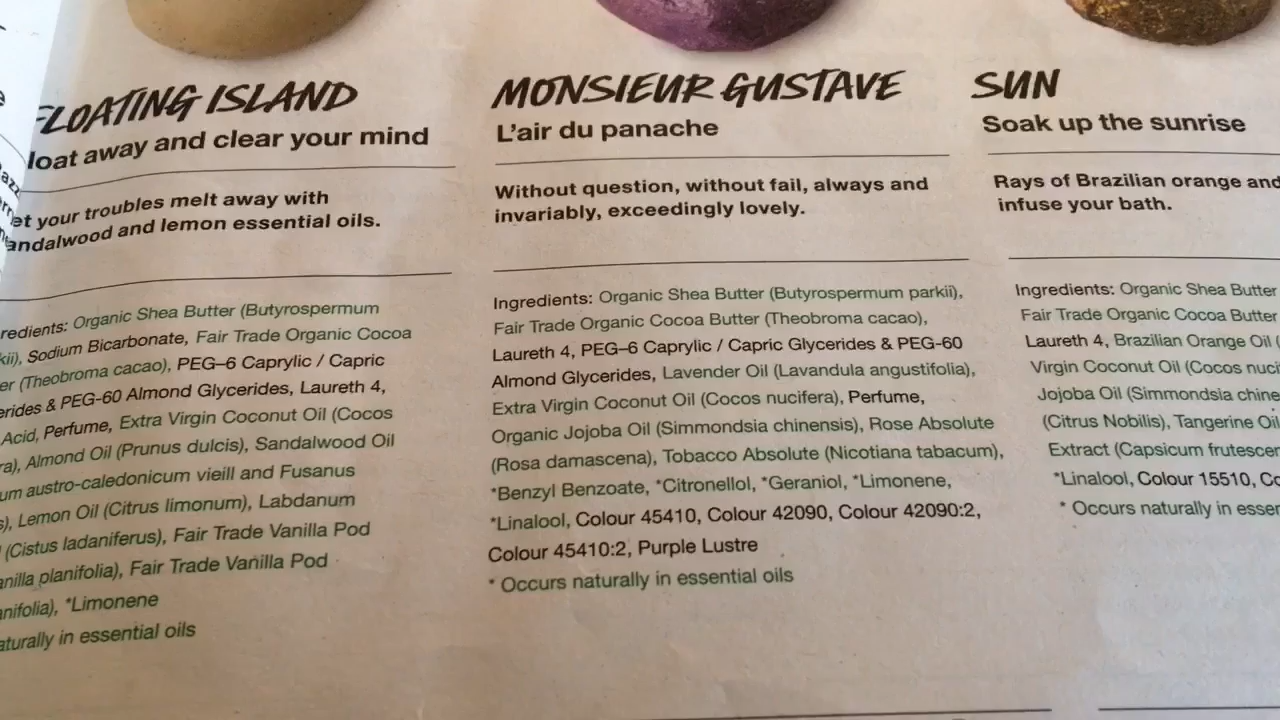 FLOATING ISLAND
loat away and clear your mind
et your troubles melt away with
andalwood and lemon essential oils.
redients: Organic Shea Butter (Butyrospermum
kii), Sodium Bicarbonate, Fair Trade Organic Cocoa
er (Theobroma cacao), PEG–6 Caprylic / Capric
erides & PEG-60 Almond Glycerides, Laureth 4,
Acid, Perfume, Extra Virgin Coconut Oil (Cocos
ra), Almond Oil (Prunus dulcis), Sandalwood Oil
um austro-caledonicum vieill and Fusanus
s), Lemon Oil (Citrus limonum), Labdanum
(Cistus ladaniferus), Fair Trade Vanilla Pod
anilla planifolia), Fair Trade Vanilla Pod
anifolia), *Limonene
aturally in essential oils
MONSIEUR GUSTAVE
L'air du panache
Without question, without fail, always and
invariably, exceedingly lovely.
Ingredients: Organic Shea Butter (Butyrospermum parkii),
Fair Trade Organic Cocoa Butter (Theobroma cacao),
Laureth 4, PEG–6 Caprylic / Capric Glycerides & PEG-60
Almond Glycerides, Lavender Oil (Lavandula angustifolia),
Extra Virgin Coconut Oil (Cocos nucifera), Perfume,
Organic Jojoba Oil (Simmondsia chinensis), Rose Absolute
(Rosa damascena), Tobacco Absolute (Nicotiana tabacum),
*Benzyl Benzoate, *Citronellol, *Geraniol, *Limonene,
*Linalool, Colour 45410, Colour 42090, Colour 42090:2,
Colour 45410:2, Purple Lustre
* Occurs naturally in essential oils
SUN
Soak up the sunrise
Rays of Brazilian orange and
infuse your bath.
Ingredients: Organic Shea Butter
Fair Trade Organic Cocoa Butter
Laureth 4, Brazilian Orange Oil (
Virgin Coconut Oil (Cocos nuci
Jojoba Oil (Simmondsia chine
(Citrus Nobilis), Tangerine Oil
Extract (Capsicum frutescen
*Linalool, Colour 15510, Co
* Occurs naturally in essen